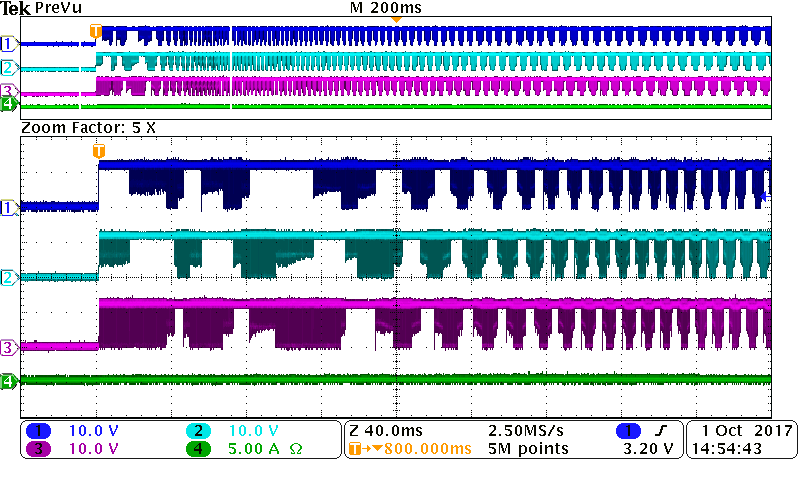 Tek PreVu M 200ms
T
1
2
3
4
Zoom Factor: 5 X
T
1
2
3
4
1 10.0 V 2 10.0 V Z 40.0ms 2.50MS/s 1 3.20 V 1 Oct 2017
3 10.0 V 4 5.00 A Ω T→▼800.000ms 5M points 14:54:43